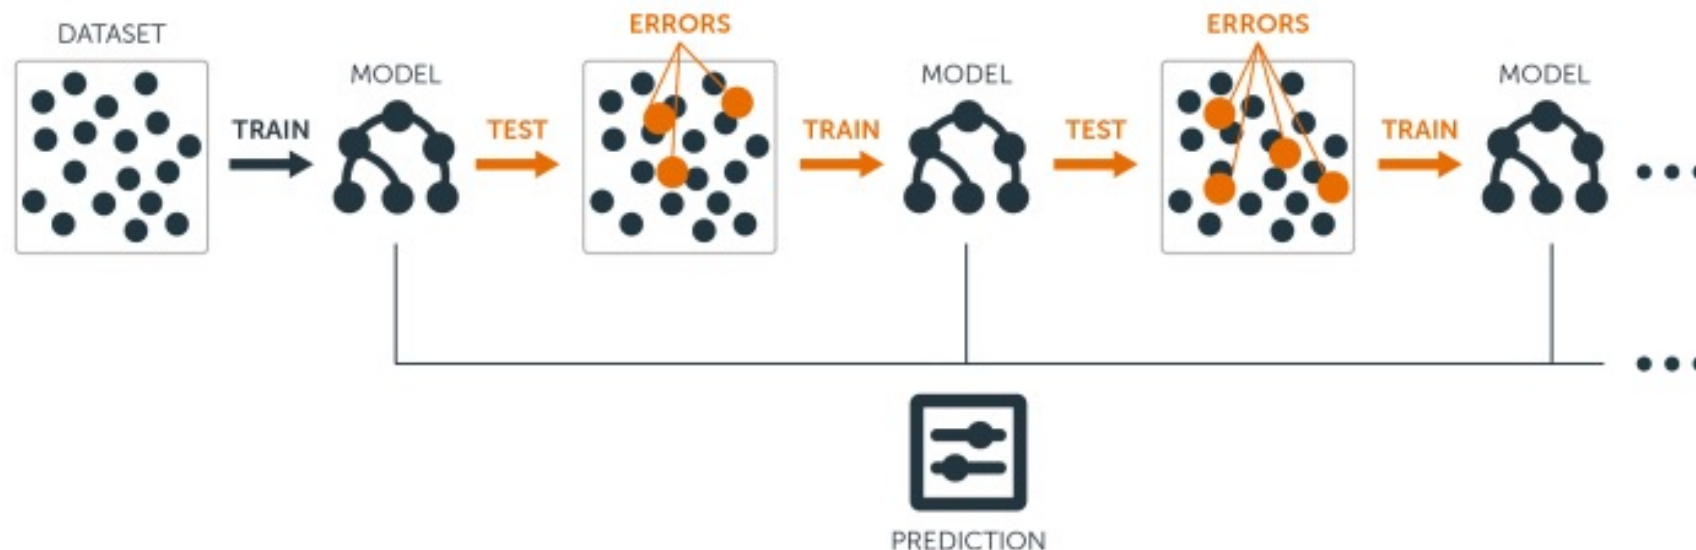 DATASET
TRAIN
MODEL
TEST
ERRORS
TRAIN
MODEL
TEST
ERRORS
TRAIN
MODEL
PREDICTION